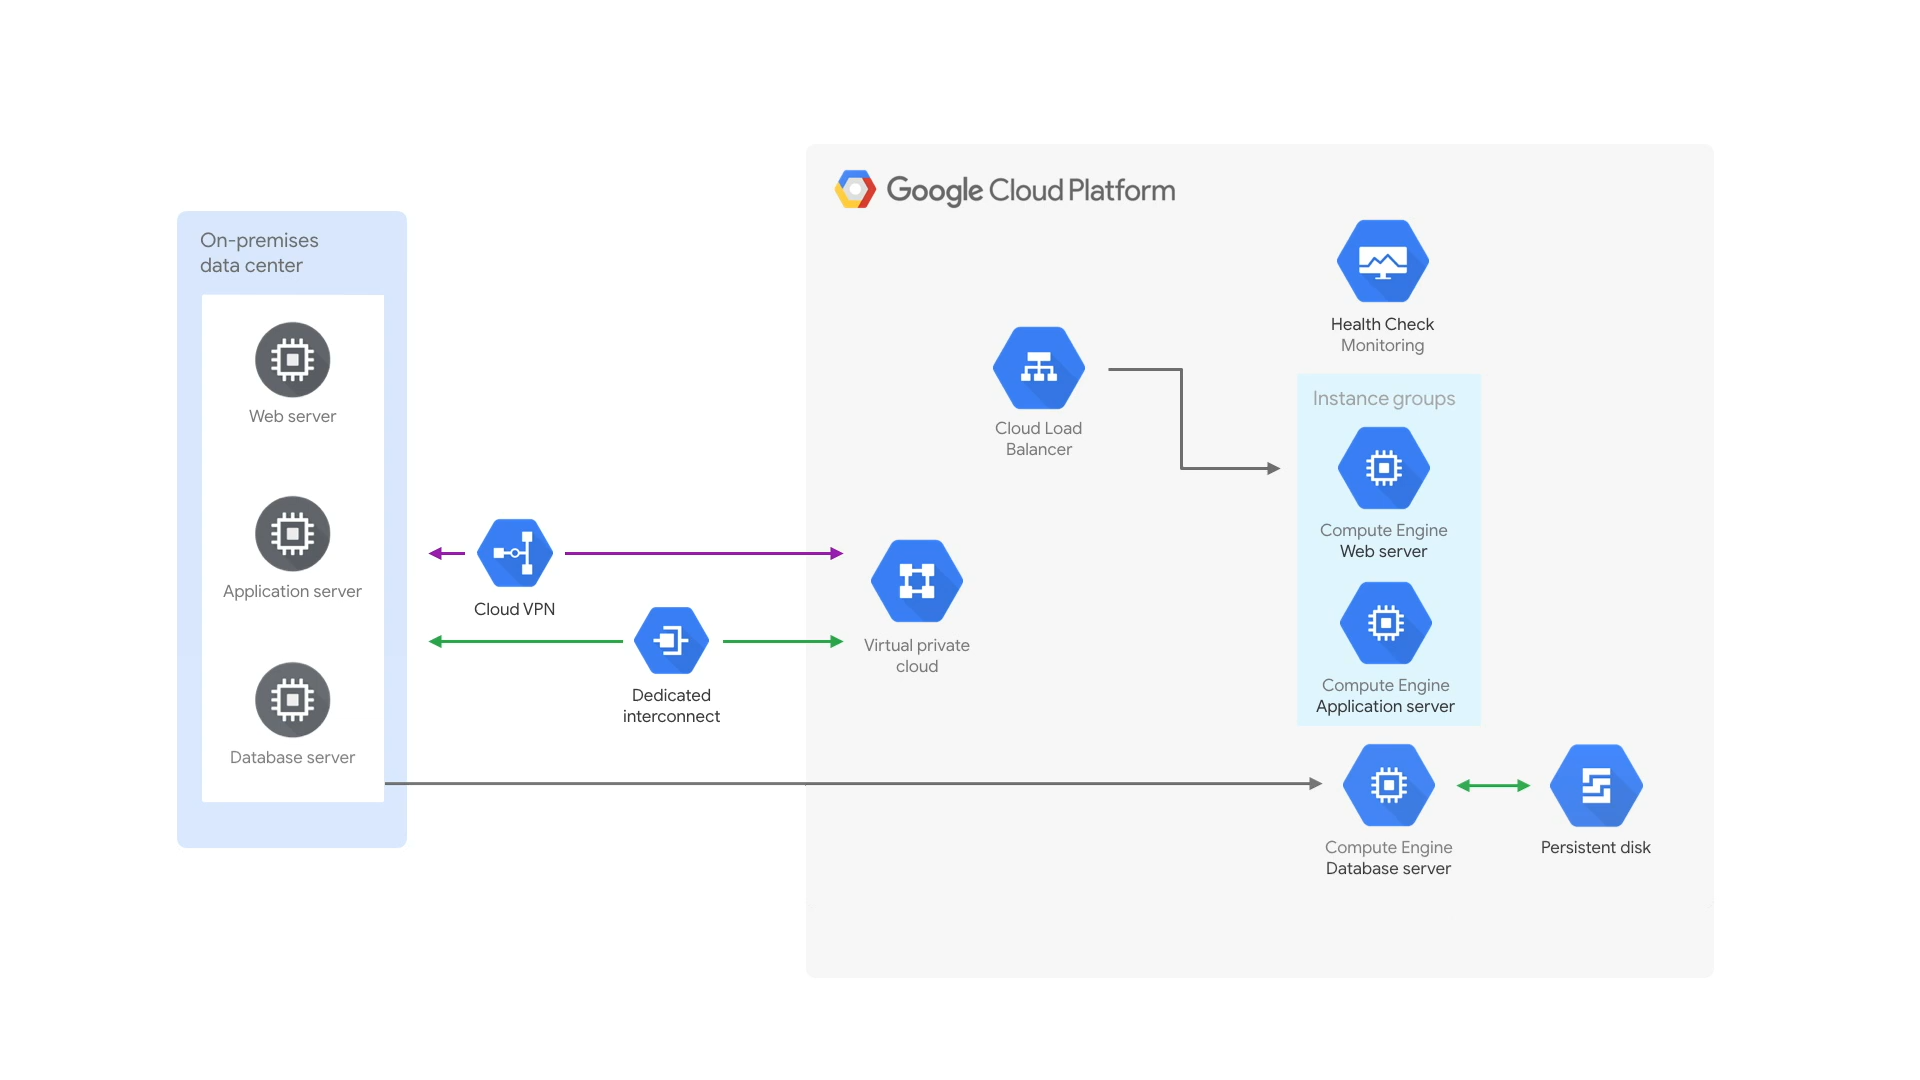 On-premises
data center
Web server
Application server
Database server
Cloud VPN
Dedicated
interconnect
Google Cloud Platform
Virtual private
cloud
Cloud Load
Balancer
Health Check
Monitoring
Instance groups
Compute Engine
Web server
Compute Engine
Application server
Compute Engine
Database server
Persistent disk